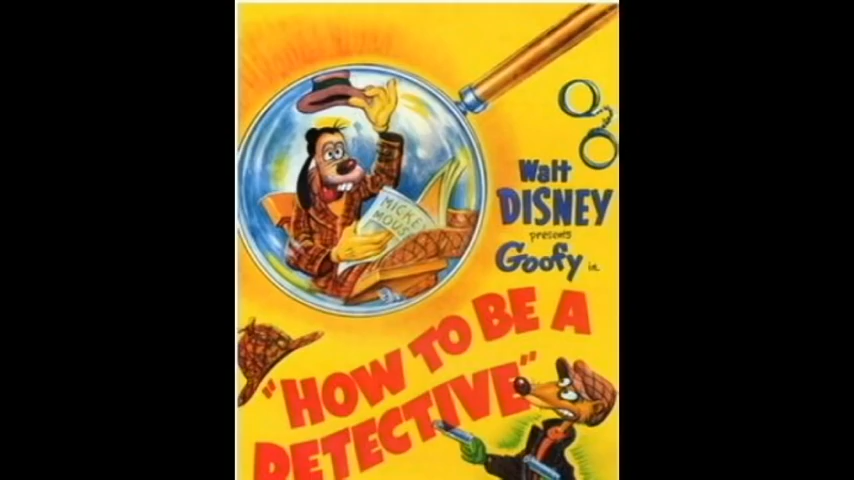 MICKEY
MOUSE
Walt
DISNEY
presents
Goofy in
"HOW TO BE A
DETECTIVE"